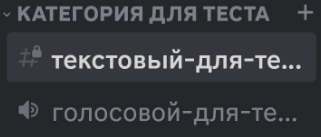 КАТЕГОРИЯ ДЛЯ ТЕСТА
текстовый-для-те...
голосовой-для-те...